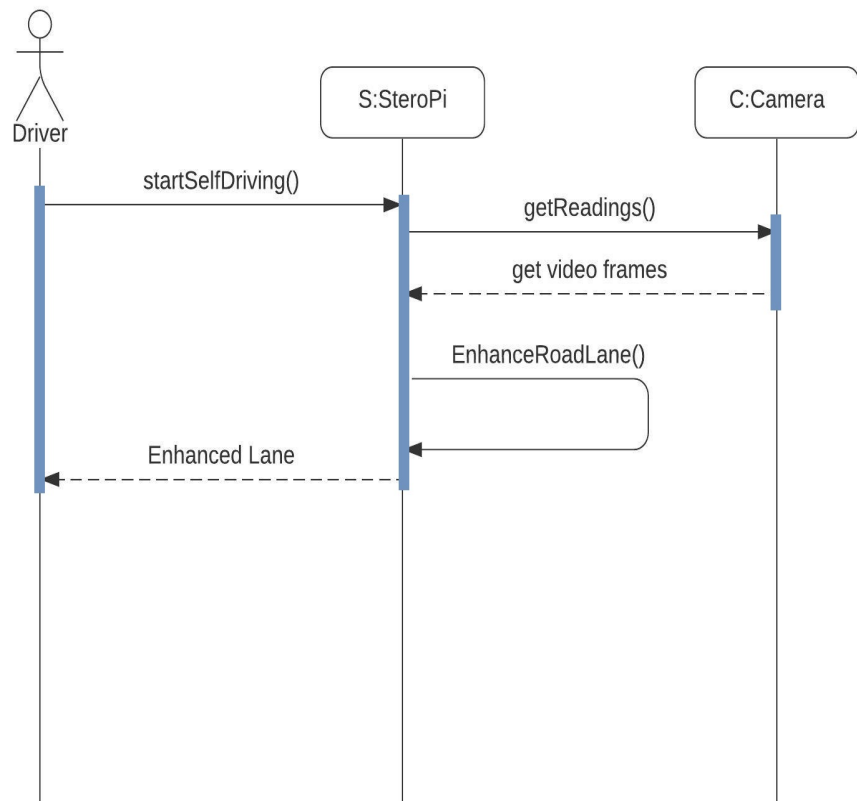 Driver
S:SteroPi
C:Camera
startSelfDriving()
getReadings()
get video frames
EnhanceRoadLane()
Enhanced Lane